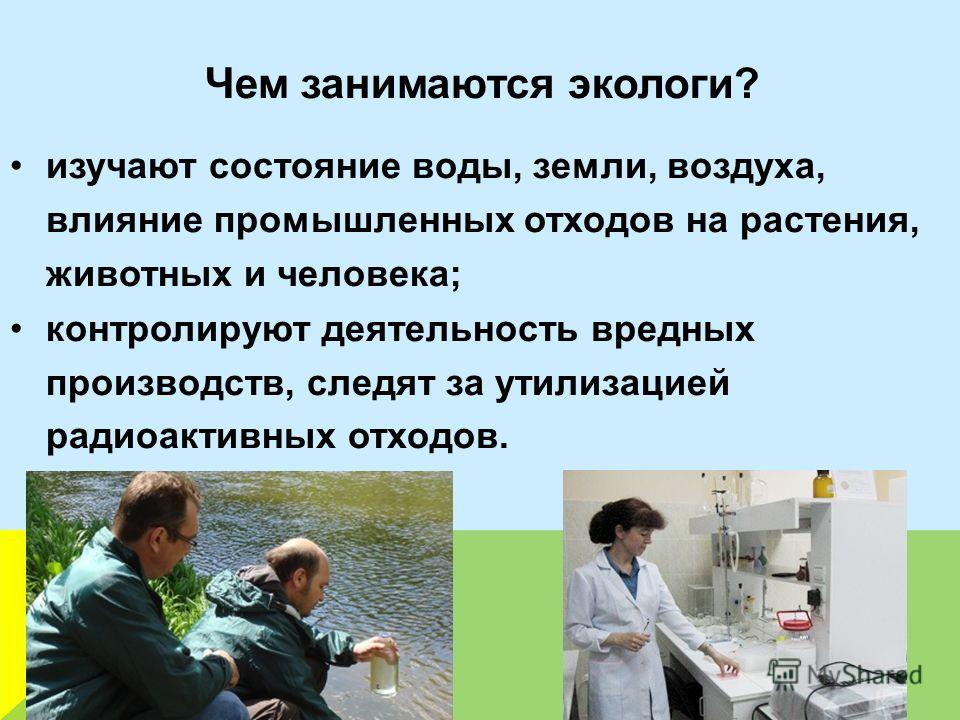 Чем занимаются экологи?
• изучают состояние воды, земли, воздуха,
влияние промышленных отходов на растения,
животных и человека;
• контролируют деятельность вредных
производств, следят за утилизацией
радиоактивных отходов.
MyShared